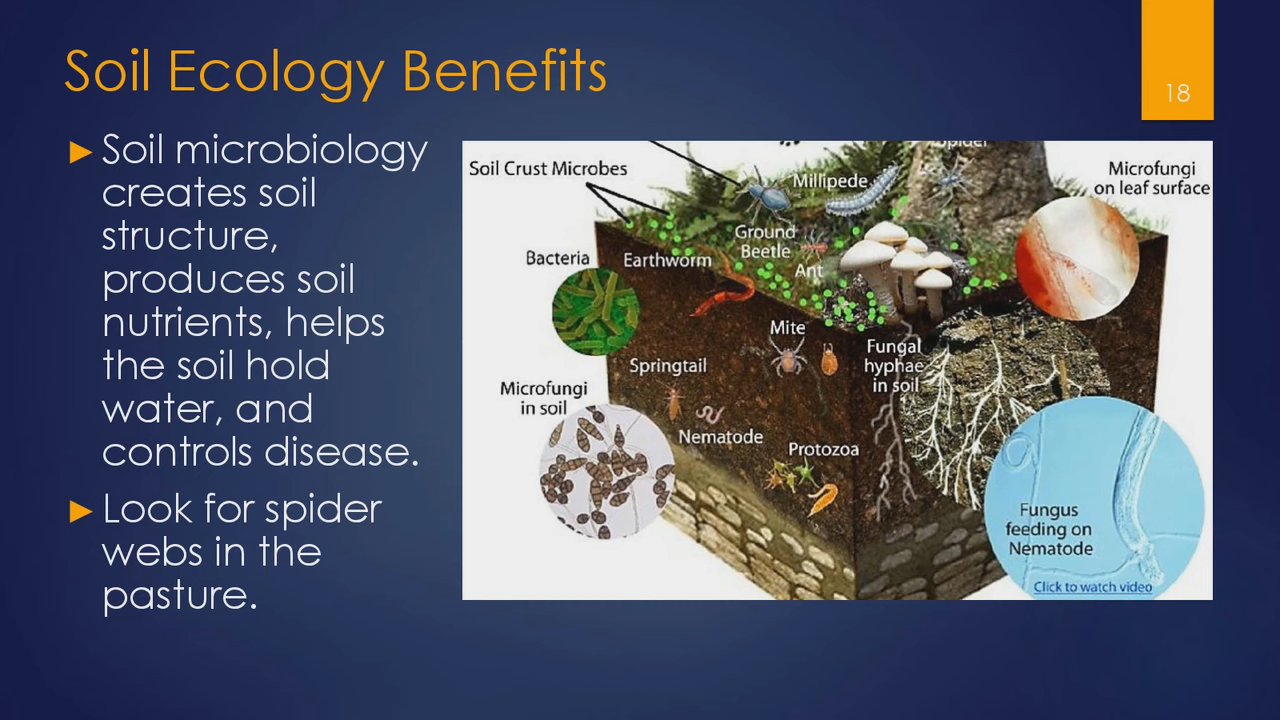 Soil Ecology Benefits
18
Soil microbiology
creates soil
structure,
produces soil
nutrients, helps
the soil hold
water, and
controls disease.
Look for spider
webs in the
pasture.
Spider
Soil Crust Microbes
Millipede
Microfungi
on leaf surface
Ground
Beetle
Bacteria
Earthworm
Ant
Mite
Fungal
hyphae
in soil
Springtail
Microfungi
in soil
Nematode
Protozoa
Fungus
feeding on
Nematode
Click to watch video